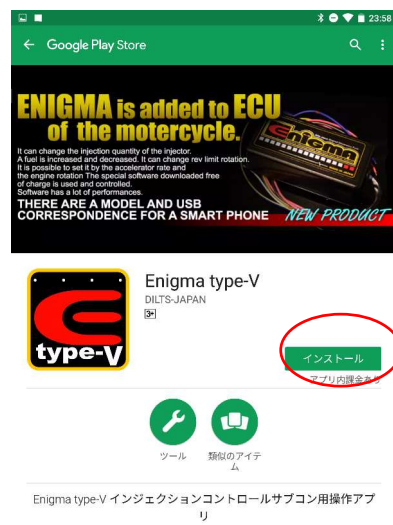 23:58
Google Play Store
ENIGMA is added to ECU
of the motercycle.
It can change the injection quantity of the injector.
A fuel is increased and decreased. It can change rev limit rotation.
It is possible to set it by the accelerator rate and
the engine rotation The special software downloaded free
of charge is used and controlled.
Software has a lot of performances.
THERE ARE A MODEL AND USB
CORRESPONDENCE FOR A SMART PHONE
NEW PRODUCT
Enigma
type-V
Enigma type-V
DILTS-JAPAN
3+
インストール
アプリ内課金あり
ツール
類似のアイテ
ム
Enigma type-V インジェクションコントロールサブコン用操作アプ
リ